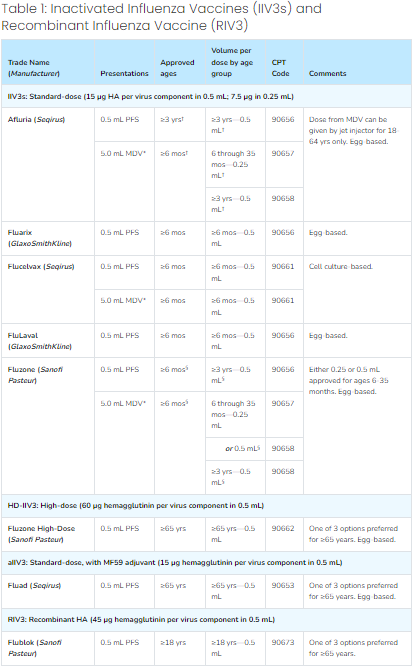 Table 1: Inactivated Influenza Vaccines (IIV3s) and
Recombinant Influenza Vaccine (RIV3)
Trade Name
(Manufacturer)
Presentations
Approved
ages
Volume per
dose by age
group
CPT
Code
Comments
IIV3s: Standard-dose (15 µg HA per virus component in 0.5 mL; 7.5 µg in 0.25 mL)
Afluria (Seqirus)
0.5 mL PFS
≥3 yrs†
≥3 yrs—0.5
mL†
90656
Dose from MDV can be
given by jet injector for 18-
64 yrs only. Egg-based.
5.0 mL MDV*
≥6 mos†
6 through 35
mos—0.25
mL†
90657
≥3 yrs—0.5
mL†
90658
Fluarix
(GlaxoSmithKline)
0.5 mL PFS
≥6 mos
≥6 mos—0.5
mL
90656
Egg-based.
Flucelvax (Seqirus)
0.5 mL PFS
≥6 mos
≥6 mos—0.5
mL
90661
Cell culture-based.
5.0 mL MDV*
≥6 mos
≥6 mos—0.5
mL
90661
FluLaval
(GlaxoSmithKline)
0.5 mL PFS
≥6 mos
≥6 mos—0.5
mL
90656
Egg-based.
Fluzone (Sanofi
Pasteur)
0.5 mL PFS
≥6 mos§
≥3 yrs—0.5
mL§
90656
Either 0.25 or 0.5 mL
approved for ages 6-35
months. Egg-based.
5.0 mL MDV*
≥6 mos§
6 through 35
mos—0.25
mL
90657
or 0.5 mL§
90658
≥3 yrs—0.5
mL§
90658
HD-IIV3: High-dose (60 µg hemagglutinin per virus component in 0.5 mL)
Fluzone High-Dose
(Sanofi Pasteur)
0.5 mL PFS
≥65 yrs
≥65 yrs—0.5
mL
90662
One of 3 options preferred
for ≥65 years. Egg-based.
aIIV3: Standard-dose, with MF59 adjuvant (15 µg hemagglutinin per virus component in 0.5 mL)
Fluad (Seqirus)
0.5 mL PFS
≥65 yrs
≥65 yrs—0.5
mL
90653
One of 3 options preferred
for ≥65 years. Egg-based.
RIV3: Recombinant HA (45 µg hemagglutinin per virus component in 0.5 mL)
Flublok (Sanofi
Pasteur)
0.5 mL PFS
≥18 yrs
≥18 yrs—0.5
mL
90673
One of 3 options preferred
for ≥65 years.